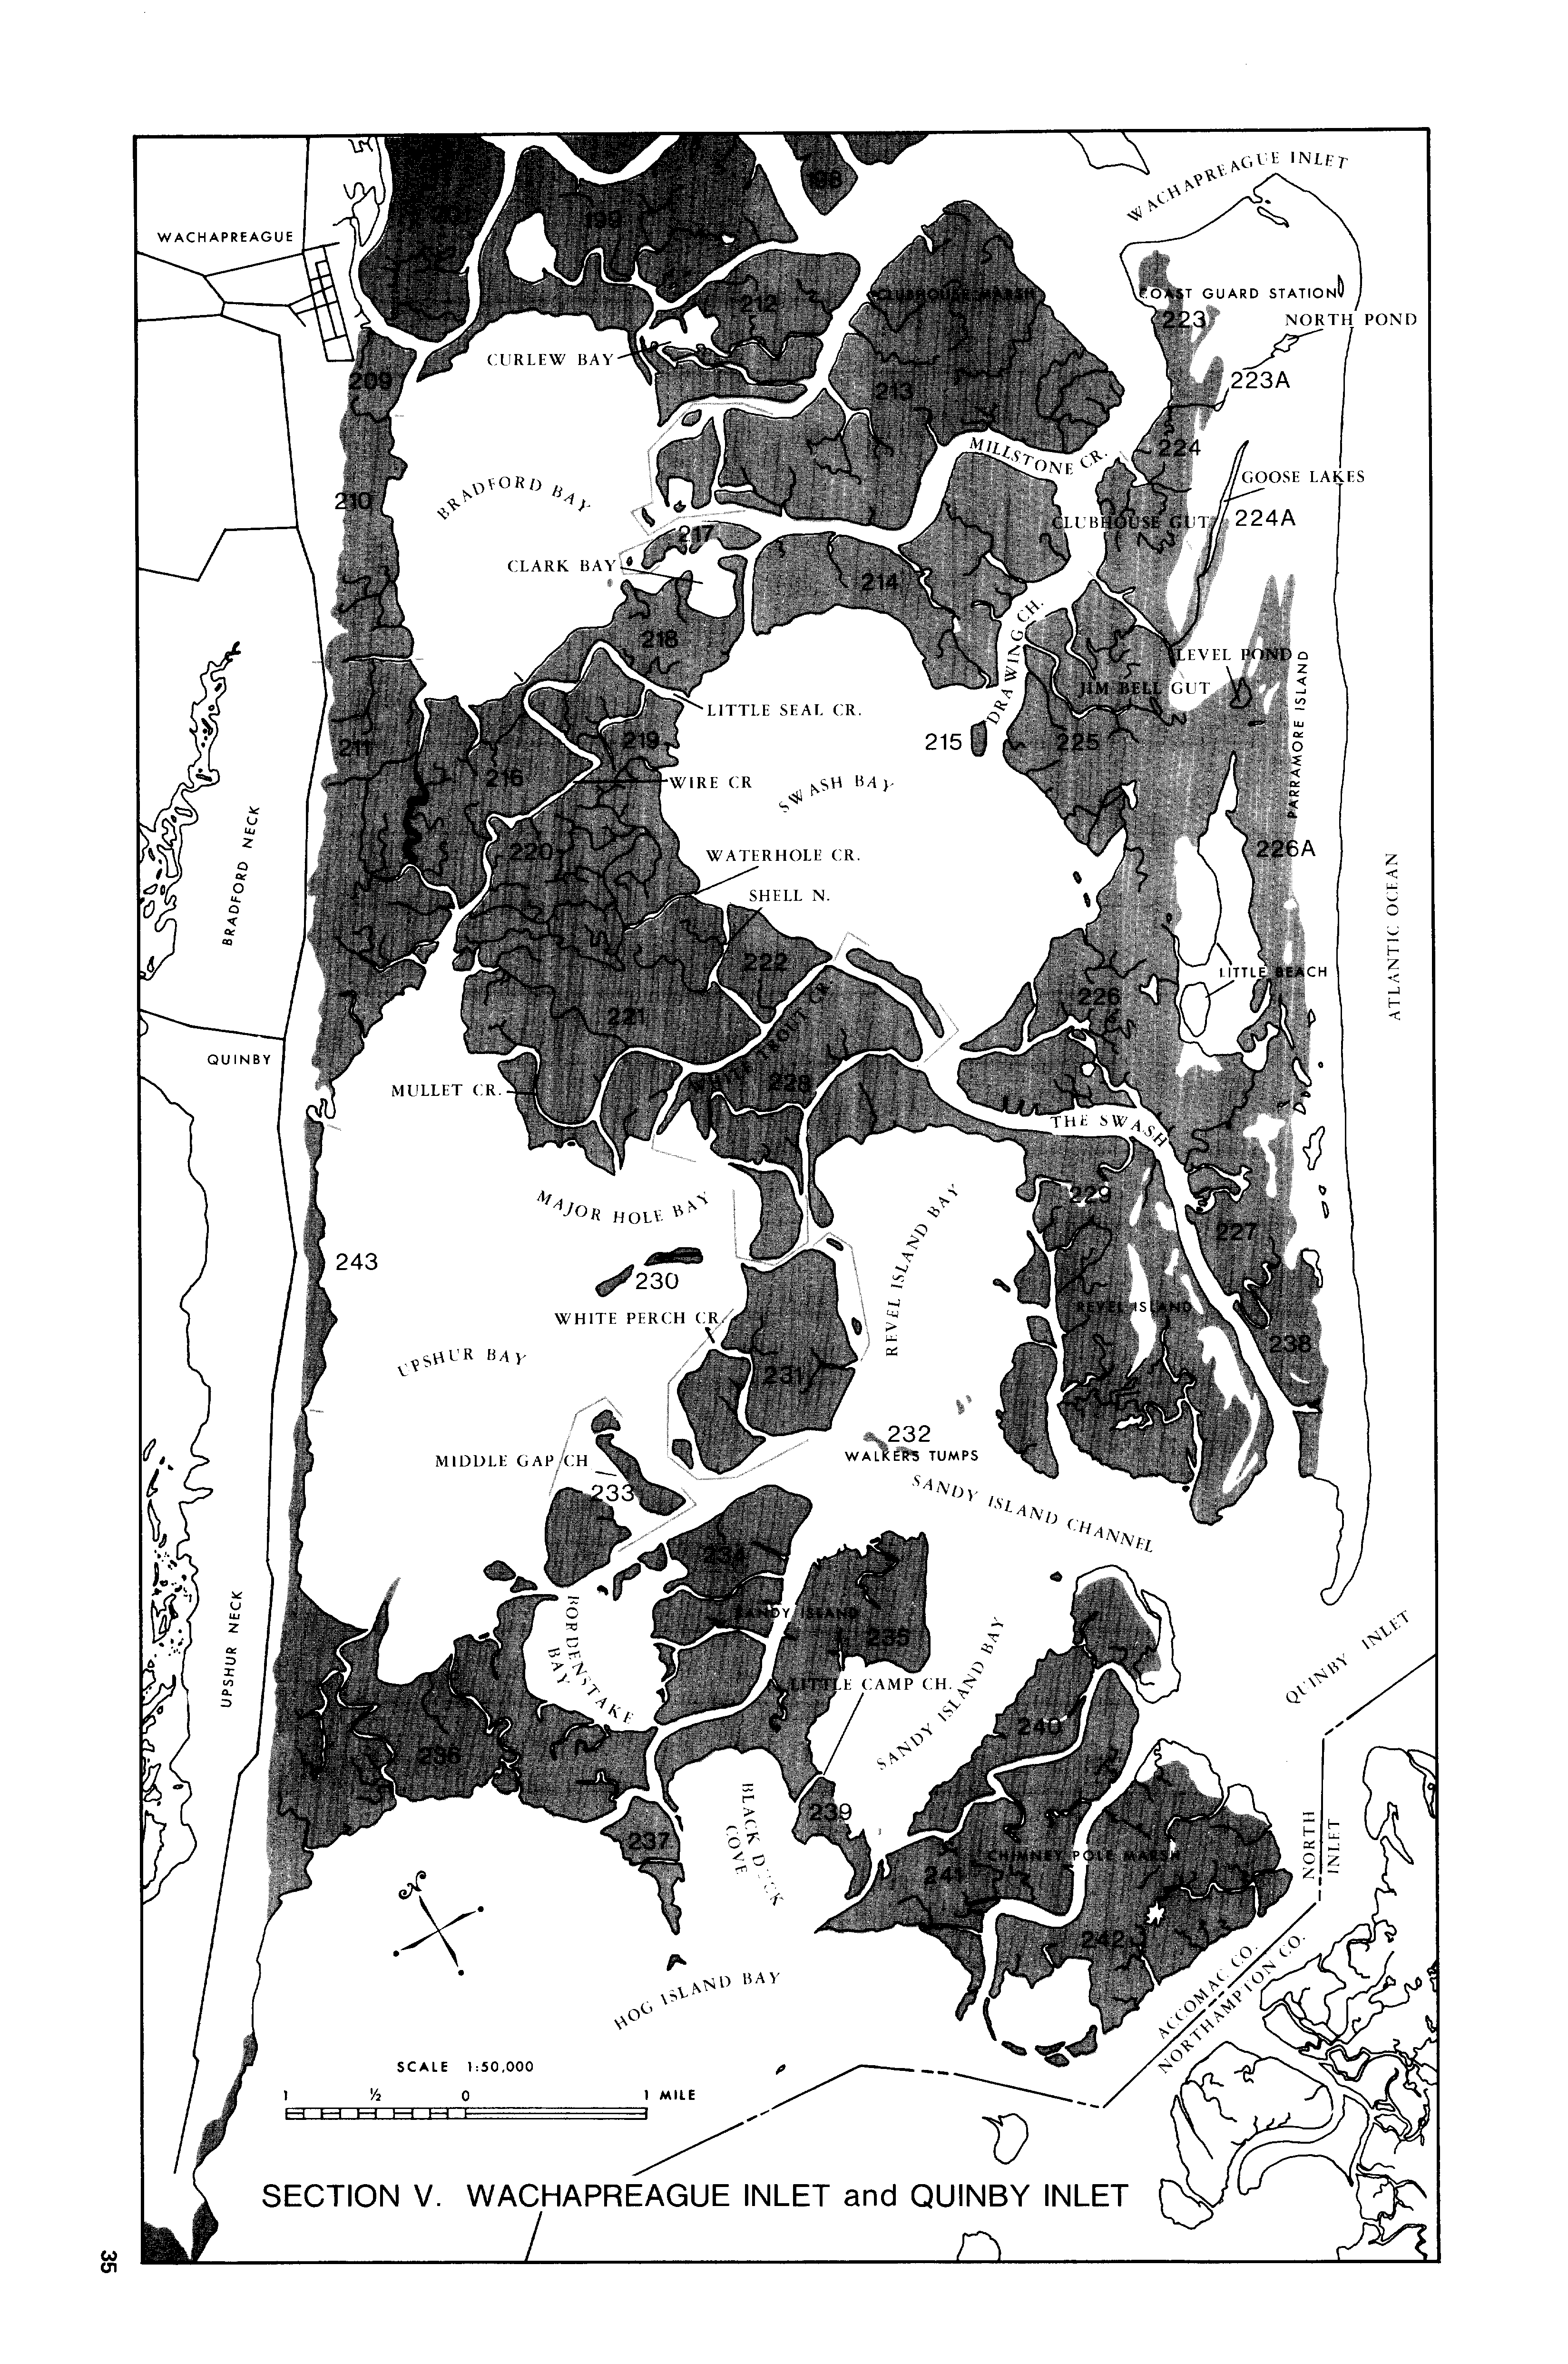 WACHAPREAGUE INLET
198
199
WACHAPREAGUE
COAST GUARD STATION
CLUBHOUSE MARSH
212
223
NORTH POND
CURLEW BAY
209
213
223A
MILLSTONE CR.
224
GOOSE LAKES
BRADFORD BAY
210
CLUBHOUSE GUT
224A
217
CLARK BAY
214
DRAWING CH.
218
LEVEL POND
JIM BELL GUT
PARRAMORE ISLAND
LITTLE SEAL CR.
211
219
215
225
216
WIRE CR
SWASH BAY
BRADFORD NECK
220
WATERHOLE CR.
226A
SHELL N.
ATLANTIC OCEAN
222
LITTLE BEACH
226
221
WHITE TROUT CR.
QUINBY
MULLET CR.
228
THE SWASH
MAJOR HOLE BAY
229
REVEL ISLAND BAY
227
243
230
REVEL ISLAND
WHITE PERCH CR.
238
UPSHUR BAY
231
232
WALKERS TUMPS
MIDDLE GAP CH
SANDY ISLAND CHANNEL
233
234
UPSHUR NECK
BORDENSTAKE
BAY
SANDY ISLAND
235
QUINBY INLET
LITTLE CAMP CH.
SANDY ISLAND BAY
236
240
BLACK DUCK
COVE
239
237
NORTH
INLET
CHIMNEY POLE MARSH
241
N
242
HOG ISLAND BAY
ACCOMAC CO.
NORTHAMPTON CO.
SCALE 1:50,000
1 ½ 0 1 MILE
SECTION V. WACHAPREAGUE INLET and QUINBY INLET
35